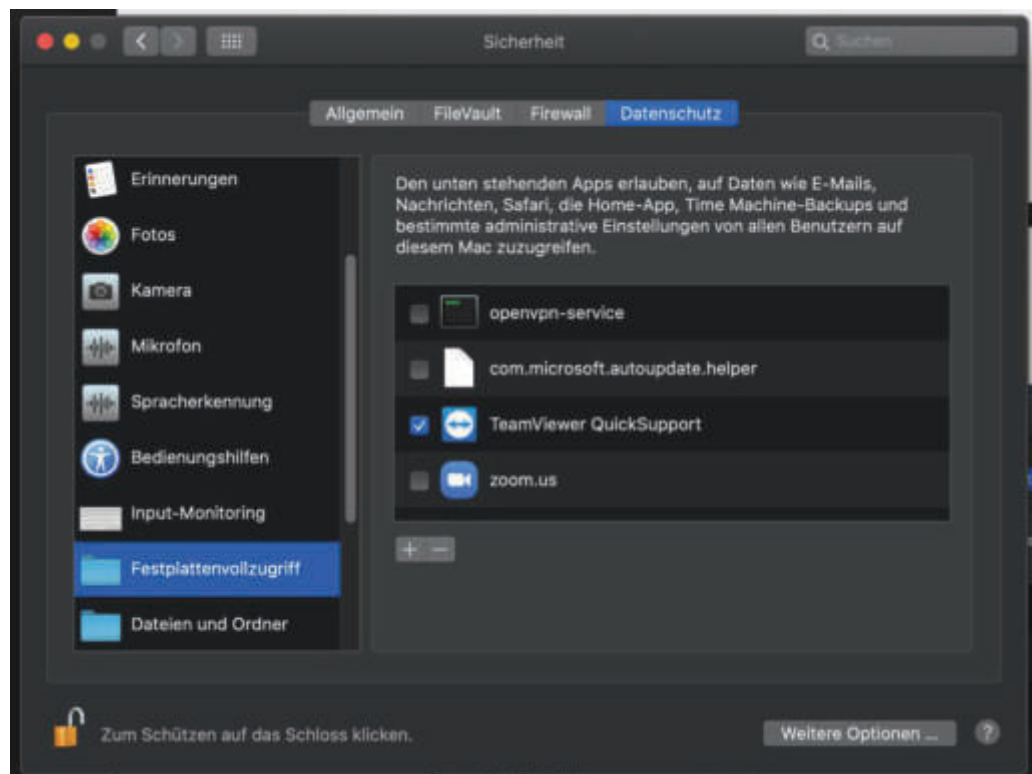 Sicherheit
Suchen
Allgemein FileVault Firewall Datenschutz
Erinnerungen
Fotos
Kamera
Mikrofon
Spracherkennung
Bedienungshilfen
Input-Monitoring
Festplattenvollzugriff
Dateien und Ordner
Den unten stehenden Apps erlauben, auf Daten wie E-Mails,
Nachrichten, Safari, die Home-App, Time Machine-Backups und
bestimmte administrative Einstellungen von allen Benutzern auf
diesem Mac zuzugreifen.
openvpn-service
com.microsoft.autoupdate.helper
TeamViewer QuickSupport
zoom.us
Zum Schützen auf das Schloss klicken.
Weitere Optionen ...
?